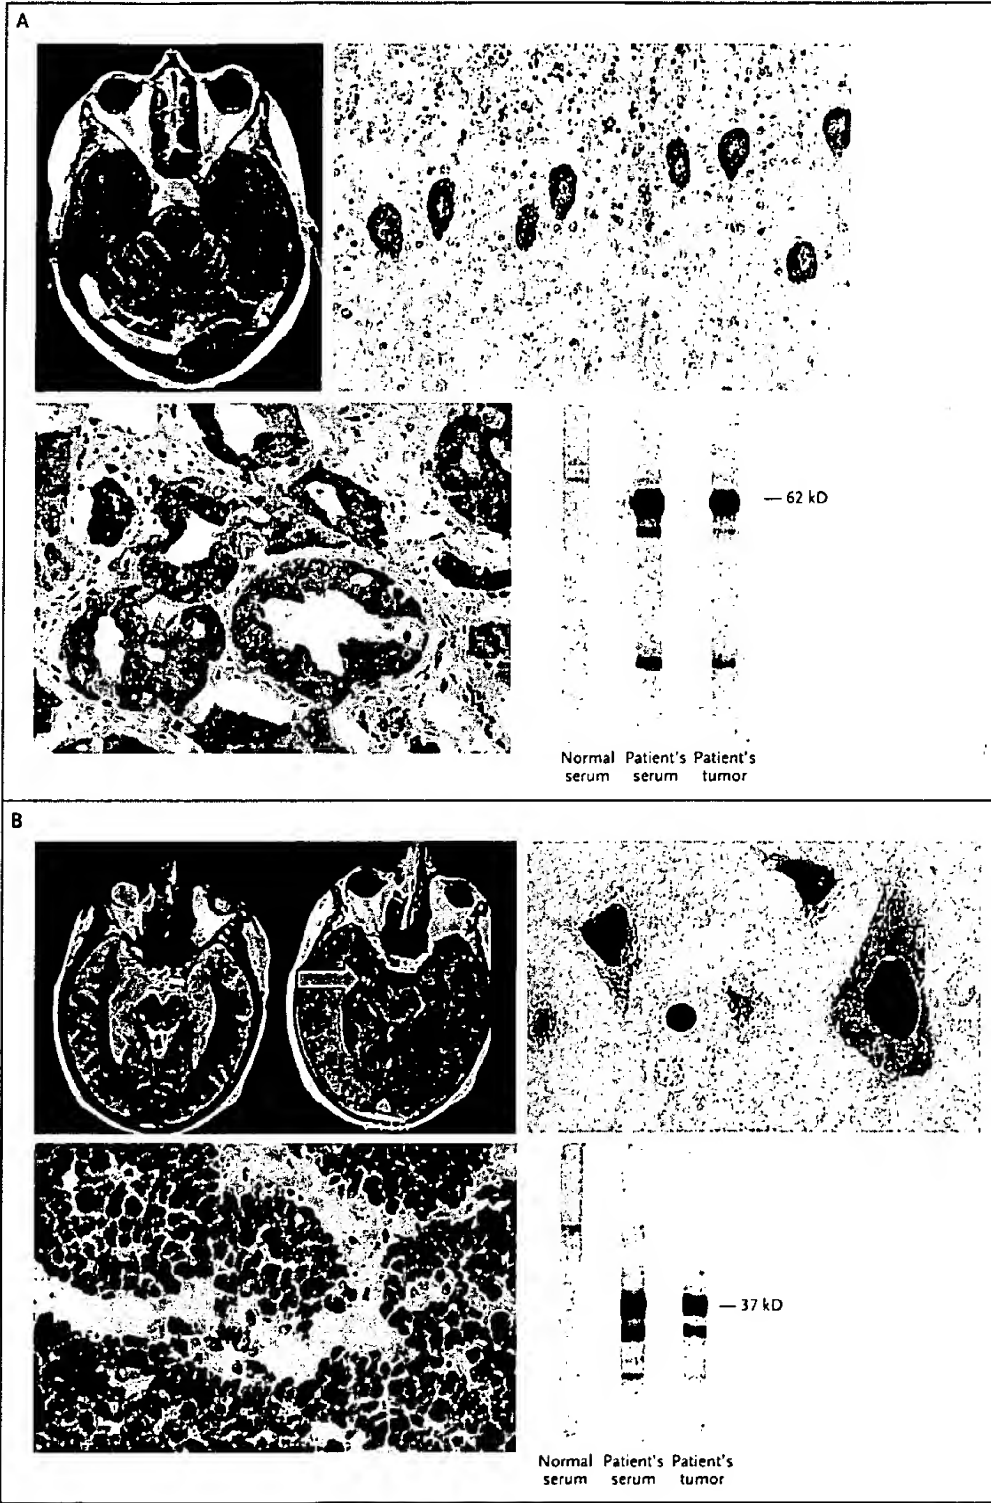 A
62 kD
Normal Patient's Patient's
serum serum tumor
B
37 kD
Normal Patient's Patient's
serum serum tumor